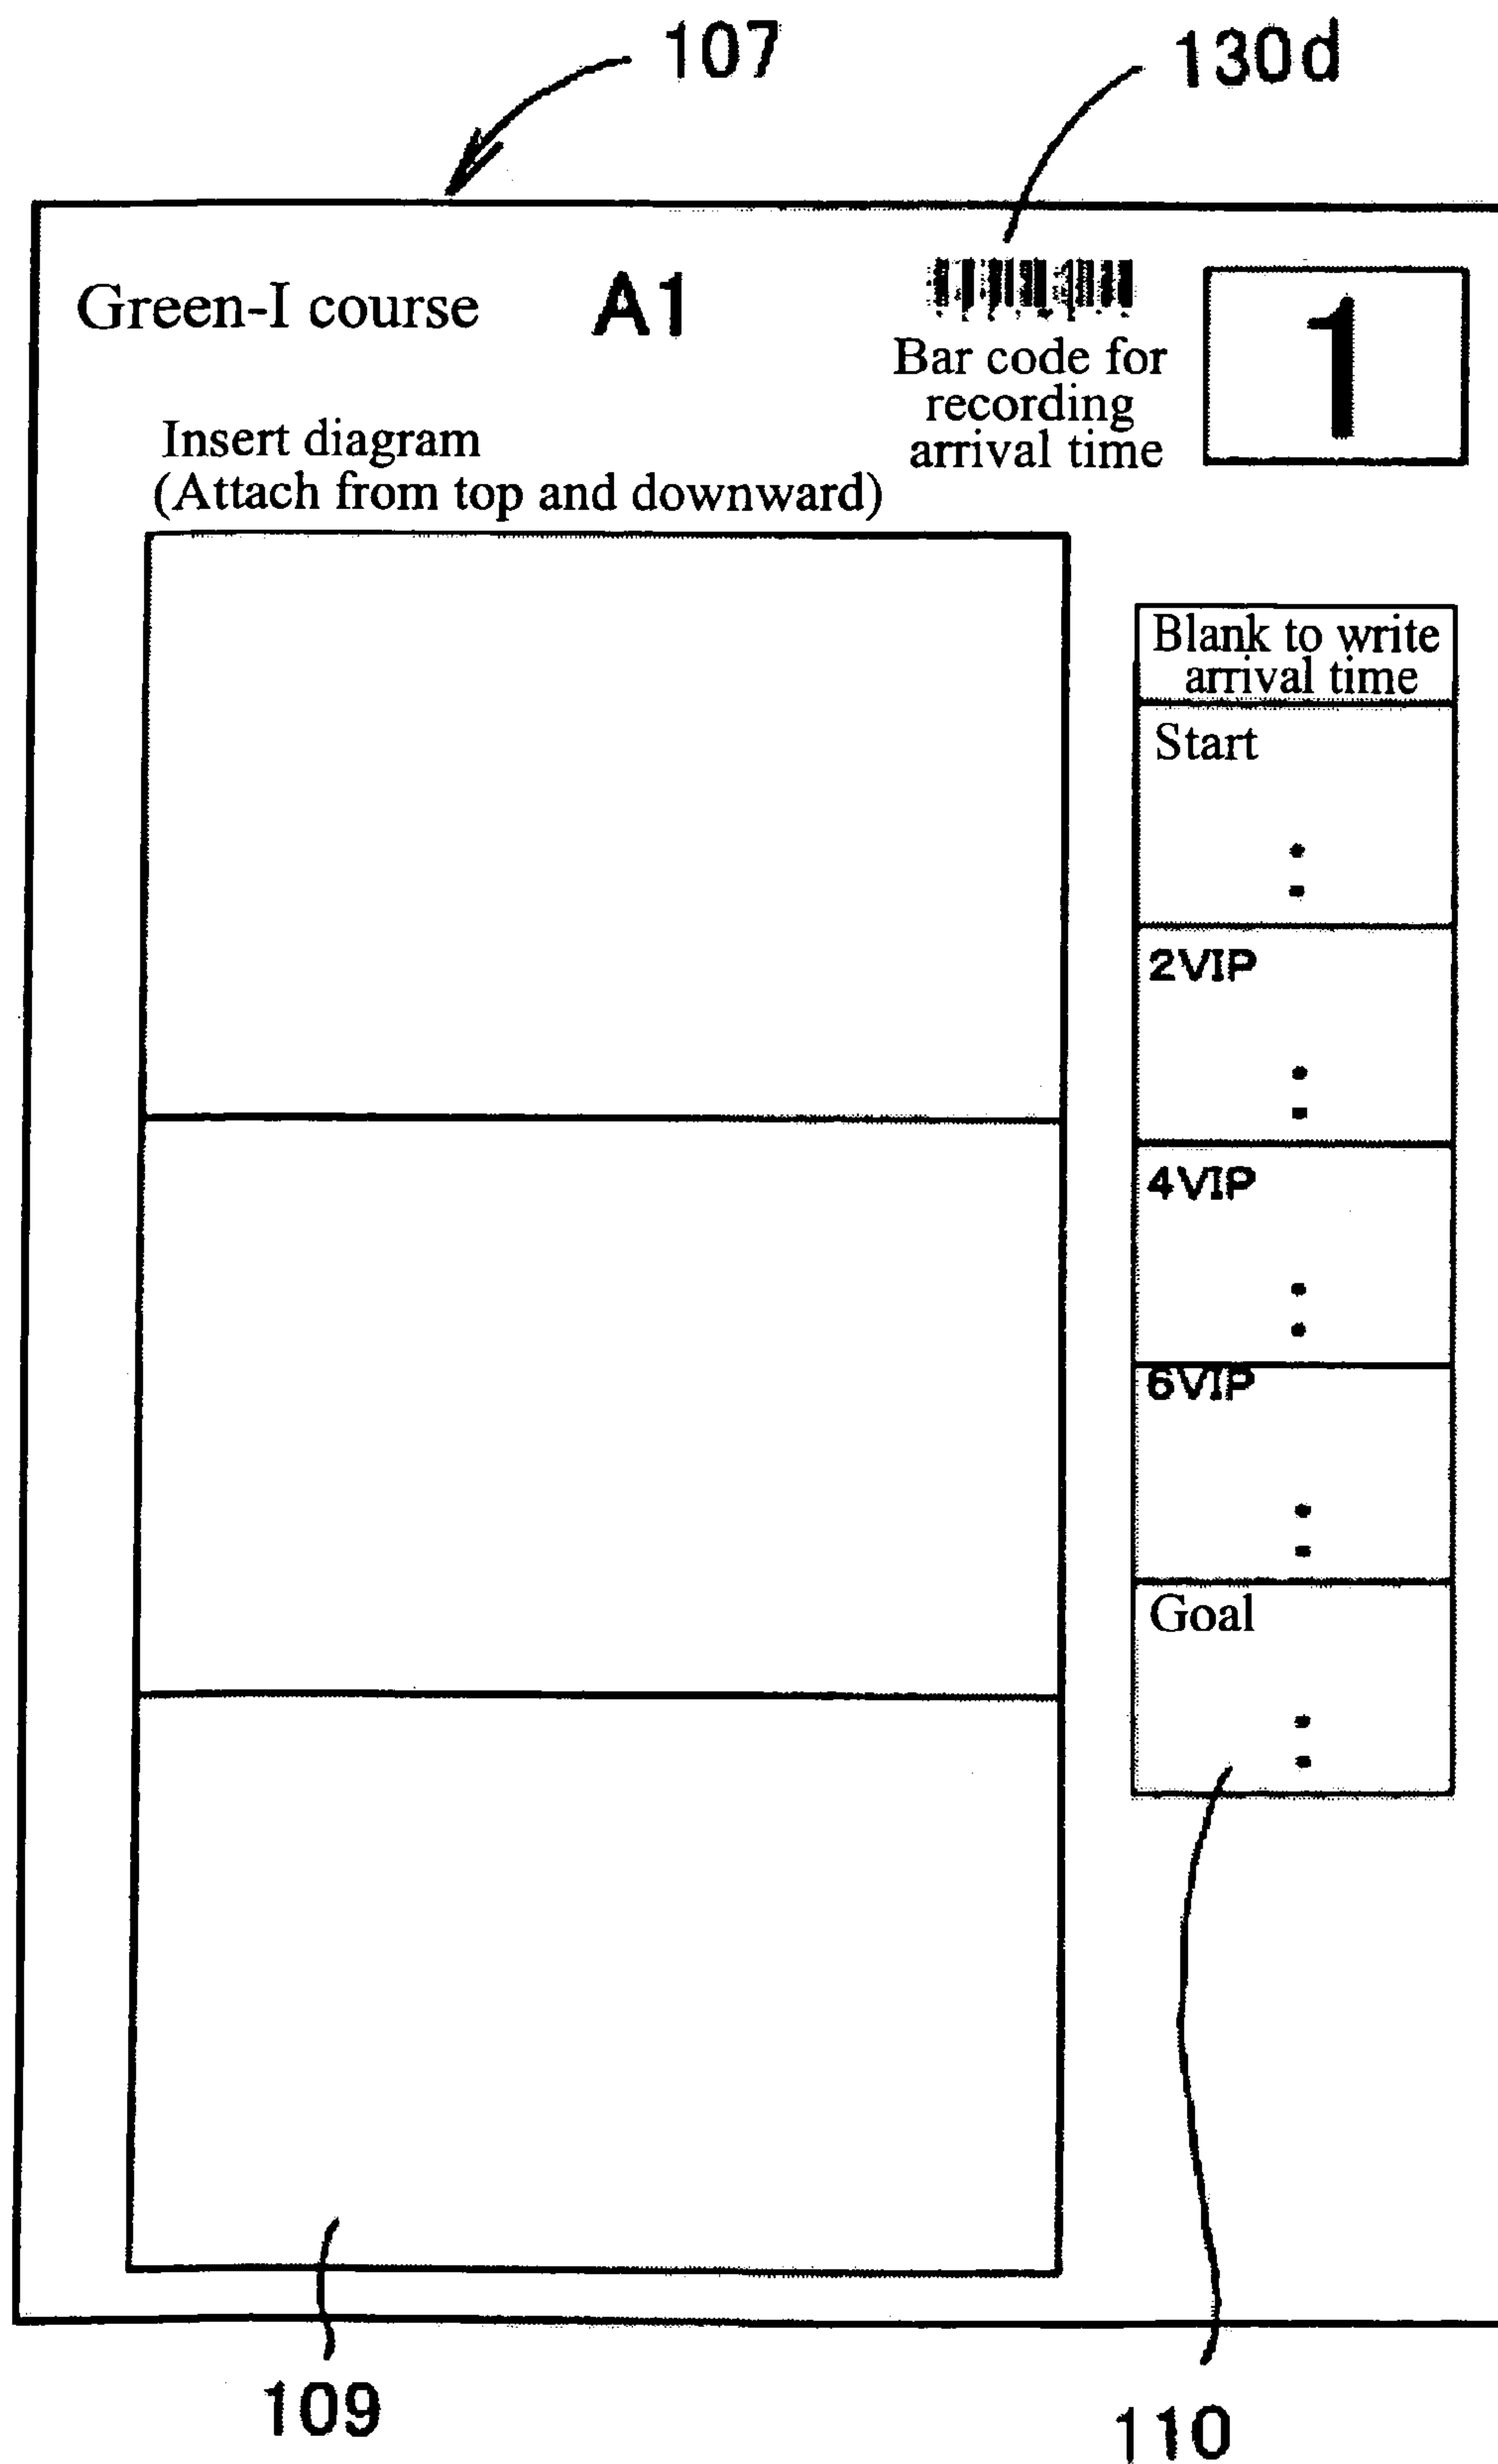 107
130d
Green-I course
A1
1
Bar code for
recording
arrival time
Insert diagram
(Attach from top and downward)
Blank to write
arrival time
Start
:
2VIP
:
4VIP
:
6VIP
:
Goal
:
109
110